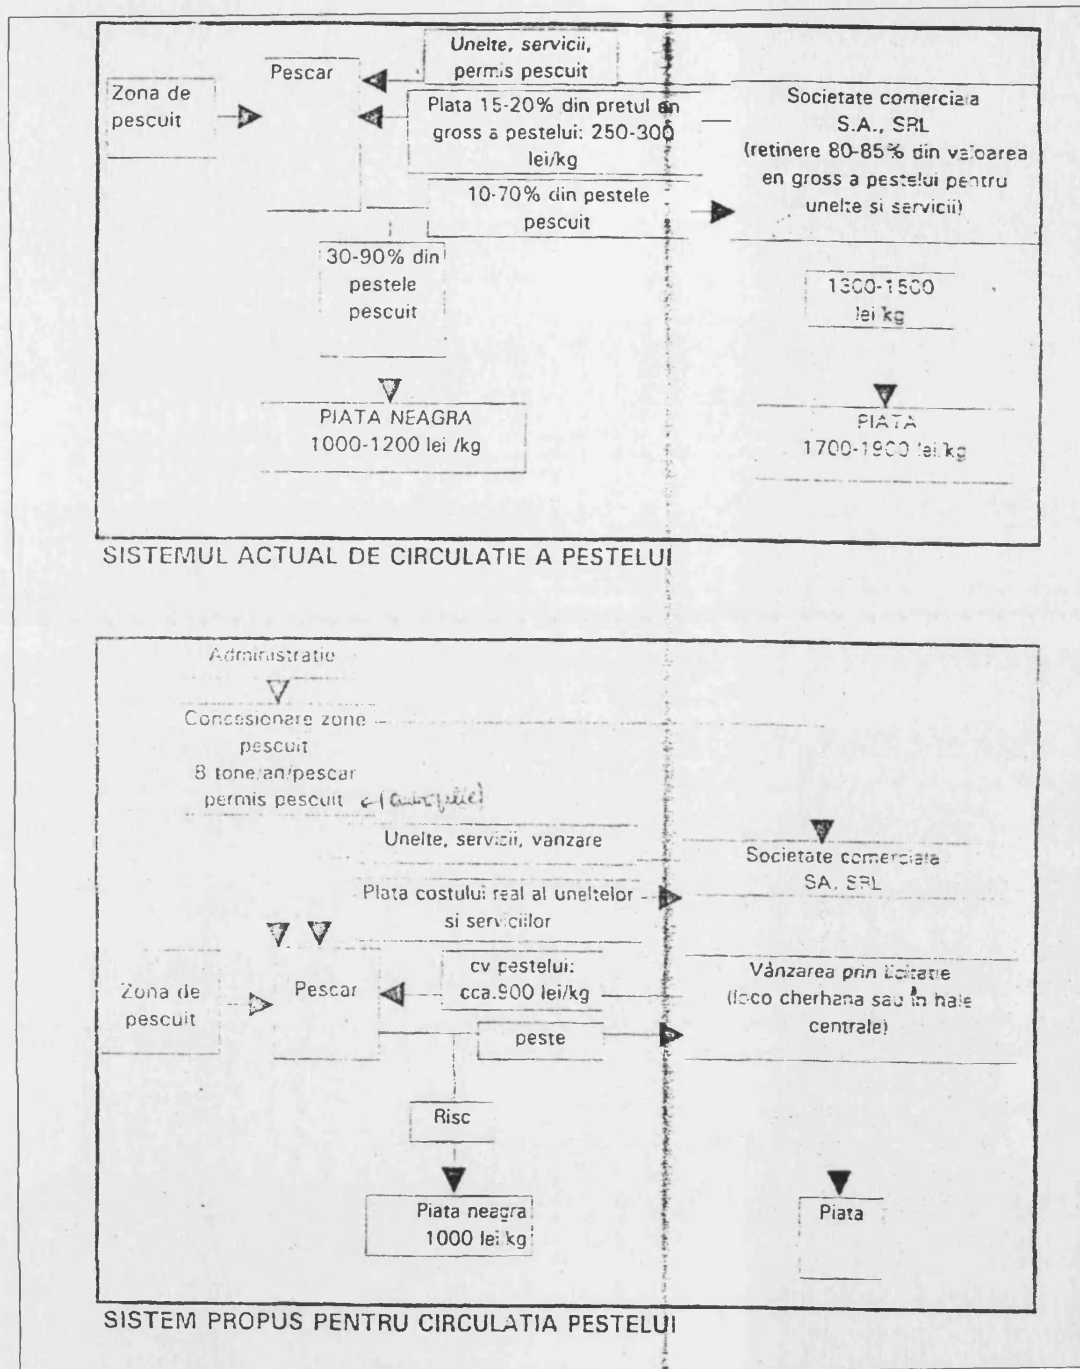 Unelte, servicii,
permis pescuit
Pescar
Zona de
pescuit
Plata 15-20% din pretul en
gross a pestelui: 250-300
lei/kg
Societate comerciala
S.A., SRL
(retinere 80-85% din valoarea
en gross a pestelui pentru
unelte si servicii)
10-70% din pestele
pescuit
30-90% din
pestele
pescuit
1300-1500
lei/kg
PIATA NEAGRA
1000-1200 lei /kg
PIATA
1700-1900 lei/kg
SISTEMUL ACTUAL DE CIRCULATIE A PESTELUI
Administratie
Concesionare zone
pescuit
8 tone/an/pescar
permis pescuit
Unelte, servicii, vanzare
Societate comerciala
SA, SRL
Plata costului real al uneltelor
si serviciilor
Zona de
pescuit
Pescar
cv pestelui:
cca.900 lei/kg
Vânzarea prin licitatie
(loco cherhana sau în hale
centrale)
peste
Risc
Piata neagra
1000 lei/kg
Piata
SISTEM PROPUS PENTRU CIRCULATIA PESTELUI